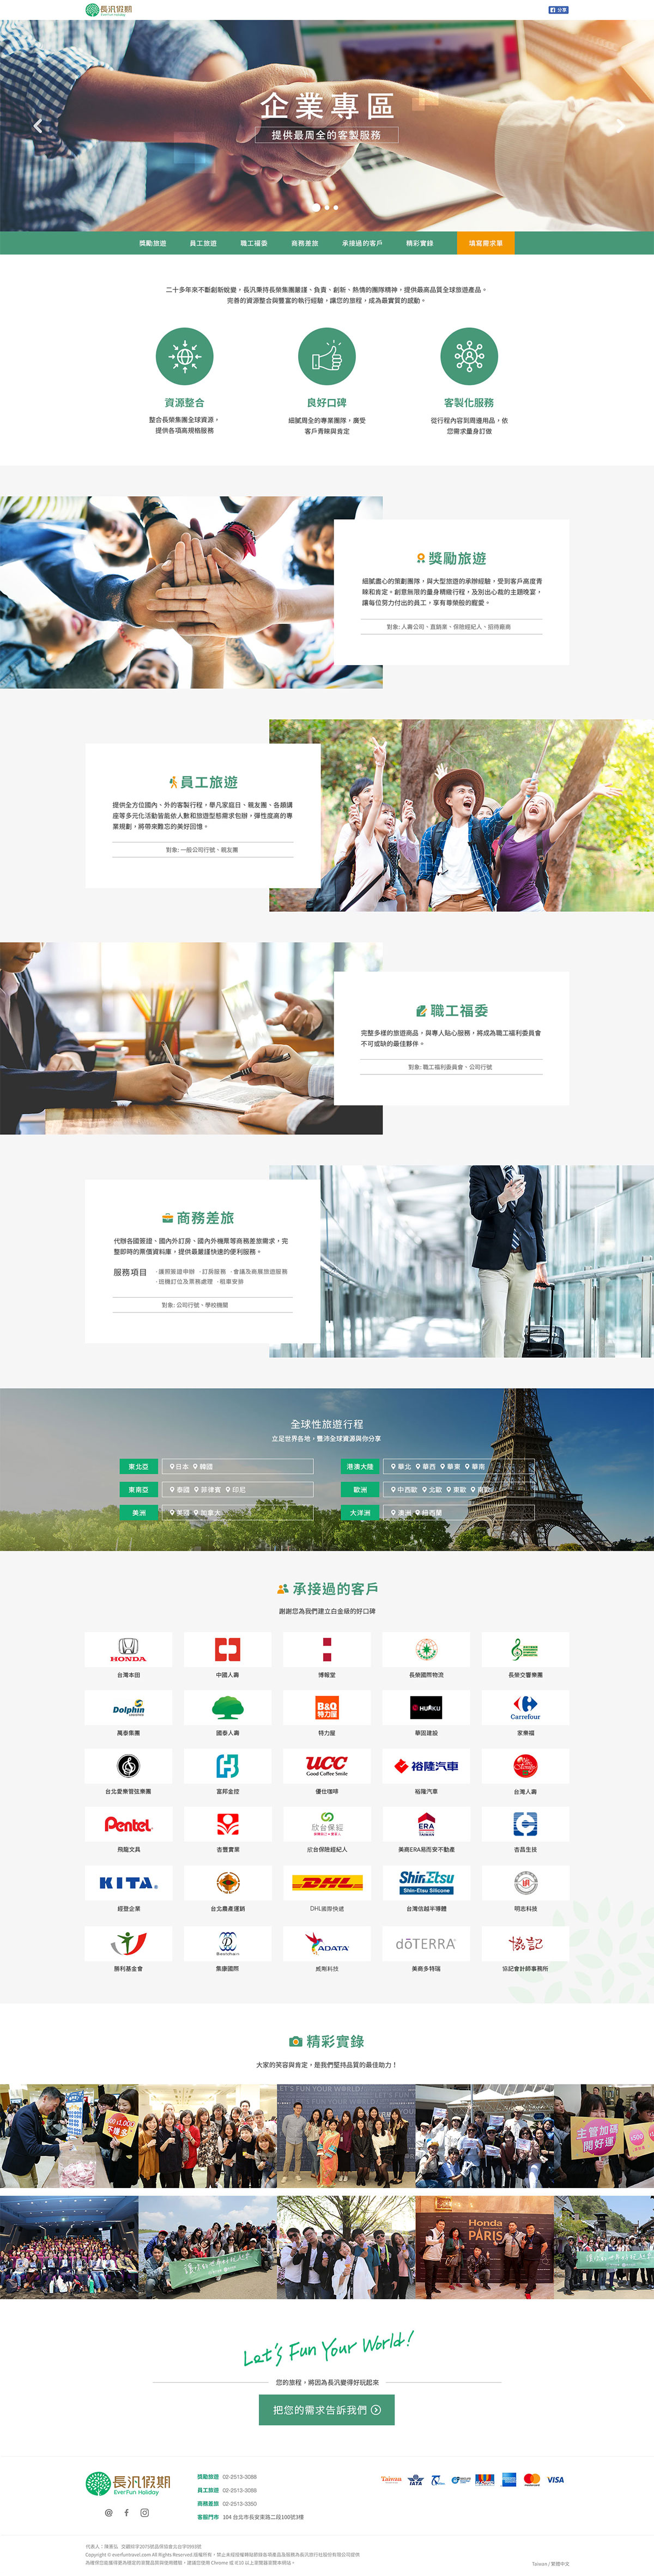 長汎假期
EverFun Holiday
分享
企業專區
提供最周全的客製服務
獎勵旅遊
員工旅遊
職工福委
商務差旅
承接過的客戶
精彩實錄
填寫需求單
二十多年來不斷創新蛻變，長汎秉持長榮集團嚴謹、負責、創新、熱情的團隊精神，提供最高品質全球旅遊產品。
完善的資源整合與豐富的執行經驗，讓您的旅程，成為最實質的感動。
資源整合
整合長榮集團全球資源，
提供各項高規格服務
良好口碑
細膩周全的專業團隊，廣受
客戶青睞與肯定
客製化服務
從行程內容到周邊用品，依
您需求量身訂做
獎勵旅遊
細膩盡心的策劃團隊，與大型旅遊的承辦經驗，受到客戶高度青
睞和肯定。創意無限的量身精緻行程，及別出心裁的主題晚宴，
讓每位努力付出的員工，享有尊榮般的寵愛。
對象: 人壽公司、直銷業、保險經紀人、招待廠商
員工旅遊
提供全方位國內、外的客製行程，舉凡家庭日、親友團、各類講
座等多元化活動皆能依人數和旅遊型態需求包辦，彈性度高的專
業規劃，將帶來難忘的美好回憶。
對象: 一般公司行號、親友團
職工福委
完整多樣的旅遊商品，與專人貼心服務，將成為職工福利委員會
不可或缺的最佳夥伴。
對象: 職工福利委員會、公司行號
商務差旅
代辦各國簽證、國內外訂房、國內外機票等商務差旅需求，完
整即時的票價資料庫，提供最嚴謹快速的便利服務。
服務項目
·護照簽證申辦 ·訂房服務 ·會議及商展旅遊服務
·班機訂位及票務處理 ·租車安排
對象: 公司行號、學校機關
全球性旅遊行程
立足世界各地，豐沛全球資源與你分享
東北亞 日本 韓國
港澳大陸 華北 華西 華東 華南
東南亞 泰國 菲律賓 印尼
歐洲 中西歐 北歐 東歐 南歐
美洲 美國 加拿大
大洋洲 澳洲 紐西蘭
承接過的客戶
謝謝您為我們建立白金級的好口碑
HONDA
台灣本田
中國人壽
博報堂
長榮國際物流
長榮交響樂團
Dolphin
萬泰集團
國泰人壽
B&Q
特力屋
特力屋
HUAKU
華固建設
Carrefour
家樂福
台北愛樂管弦樂團
富邦金控
UCC
Good Coffee Smile
優仕咖啡
裕隆汽車
裕隆汽車
台灣人壽
Pentel
飛龍文具
杏豐實業
欣台保經
欣台保險經紀人
ERA
TAIWAN
美商ERA易而安不動產
杏昌生技
KITA
經登企業
台北農產運銷
DHL
DHL國際快遞
ShinEtsu
Shin-Etsu Silicone
台灣信越半導體
明志科技
勝利基金會
集康國際
ADATA
威剛科技
dōTERRA
美商多特瑞
協記
協記會計師事務所
精彩實錄
大家的笑容與肯定，是我們堅持品質的最佳助力！
LET'S FUN YOUR WORLD!
主管加碼
開好運
Honda
PARIS
Let's Fun Your World!
您的旅程，將因為長汎變得好玩起來
把您的需求告訴我們
長汎假期
EverFun Holiday
獎勵旅遊 02-2513-3088
員工旅遊 02-2513-3088
商務差旅 02-2513-3350
客服門市 104 台北市長安東路二段100號3樓
Taiwan
IATA
VISA
Taiwan / 繁體中文